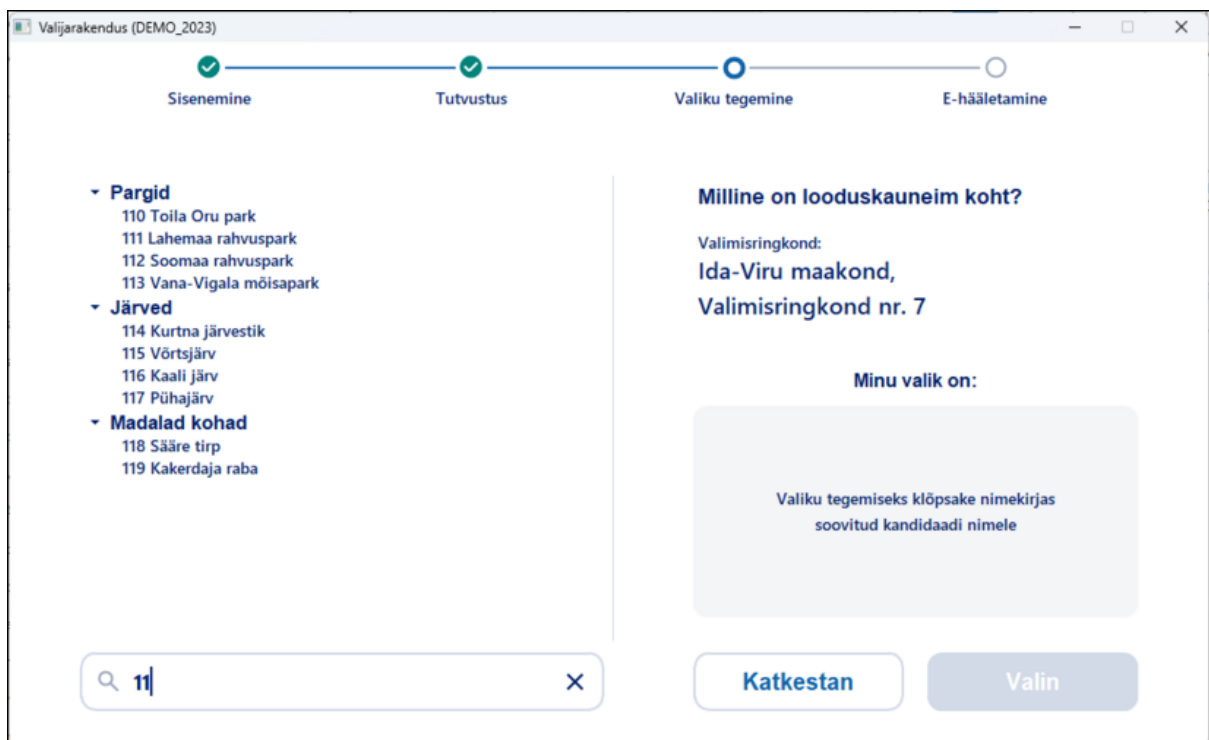 Valijarakendus (DEMO_2023)
Sisenemine
Tutvustus
Valiku tegemine
E-hääletamine
Pargid
110 Toila Oru park
111 Lahemaa rahvuspark
112 Soomaa rahvuspark
113 Vana-Vigala mõisapark
Järved
114 Kurtna järvestik
115 Võrtsjärv
116 Kaali järv
117 Pühajärv
Madalad kohad
118 Sääre tirp
119 Kakerdaja raba
11
Milline on looduskauneim koht?
Valimisringkond:
Ida-Viru maakond,
Valimisringkond nr. 7
Minu valik on:
Valiku tegemiseks klõpsake nimekirjas
soovitud kandidaadi nimele
Katkestan
Valin